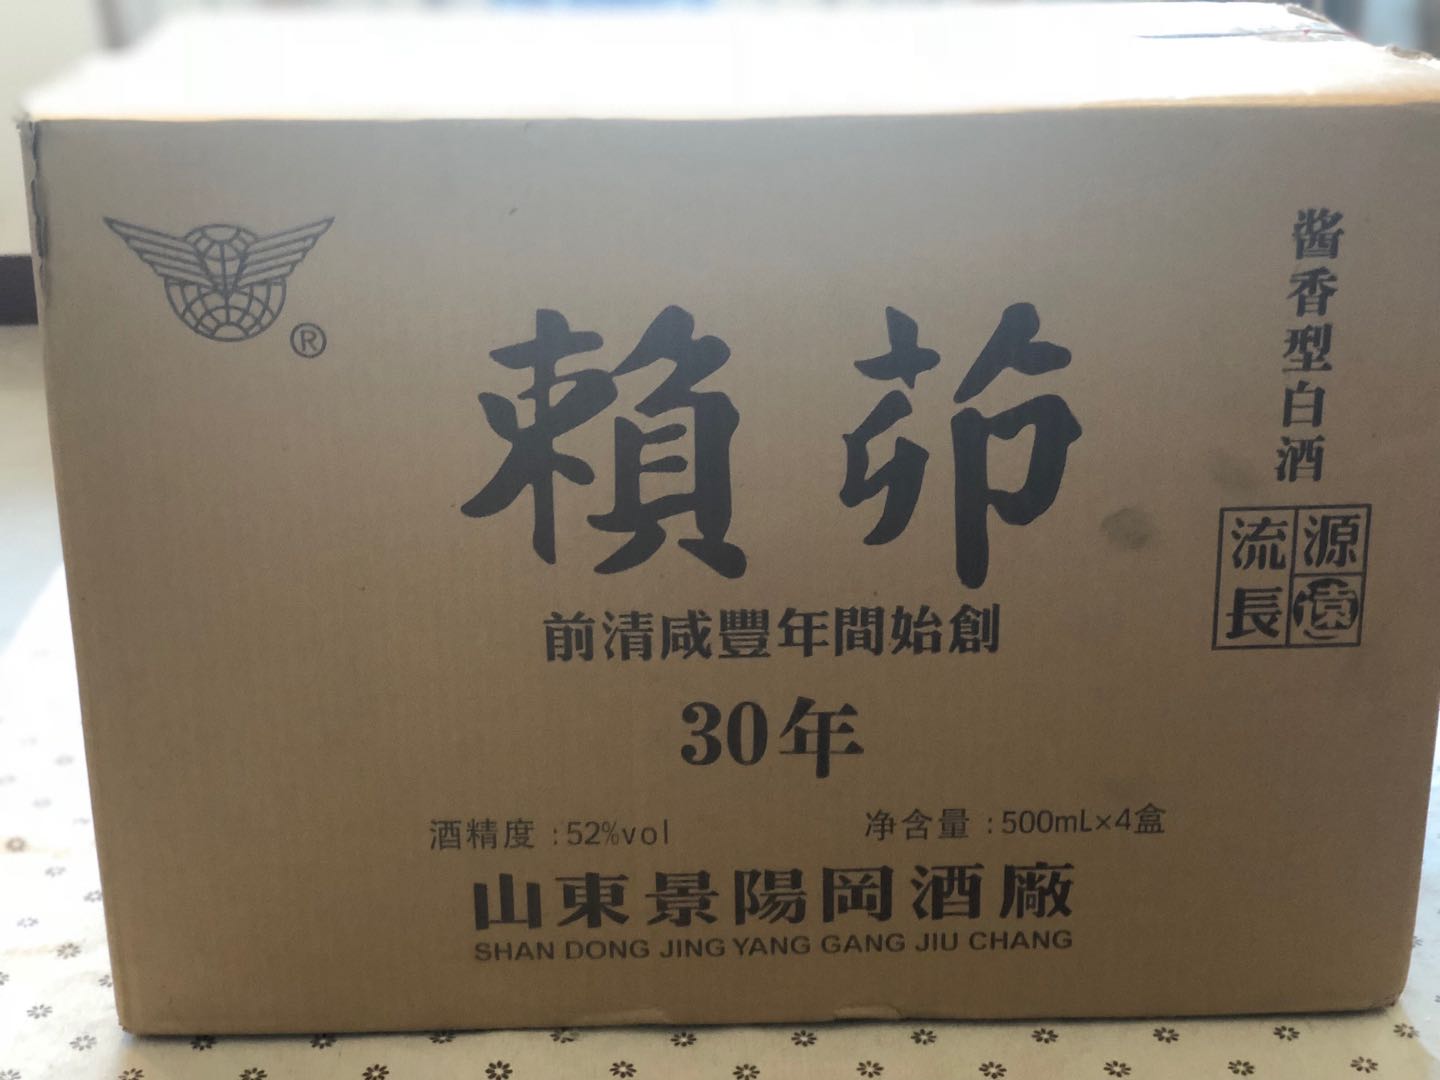 ®
賴茆
前清咸豐年間始創
30年
酒精度:52%vol
净含量:500mL×4盒
山東景陽岡酒廠
SHAN DONG JING YANG GANG JIU CHANG
酱香型白酒
源遠
流長